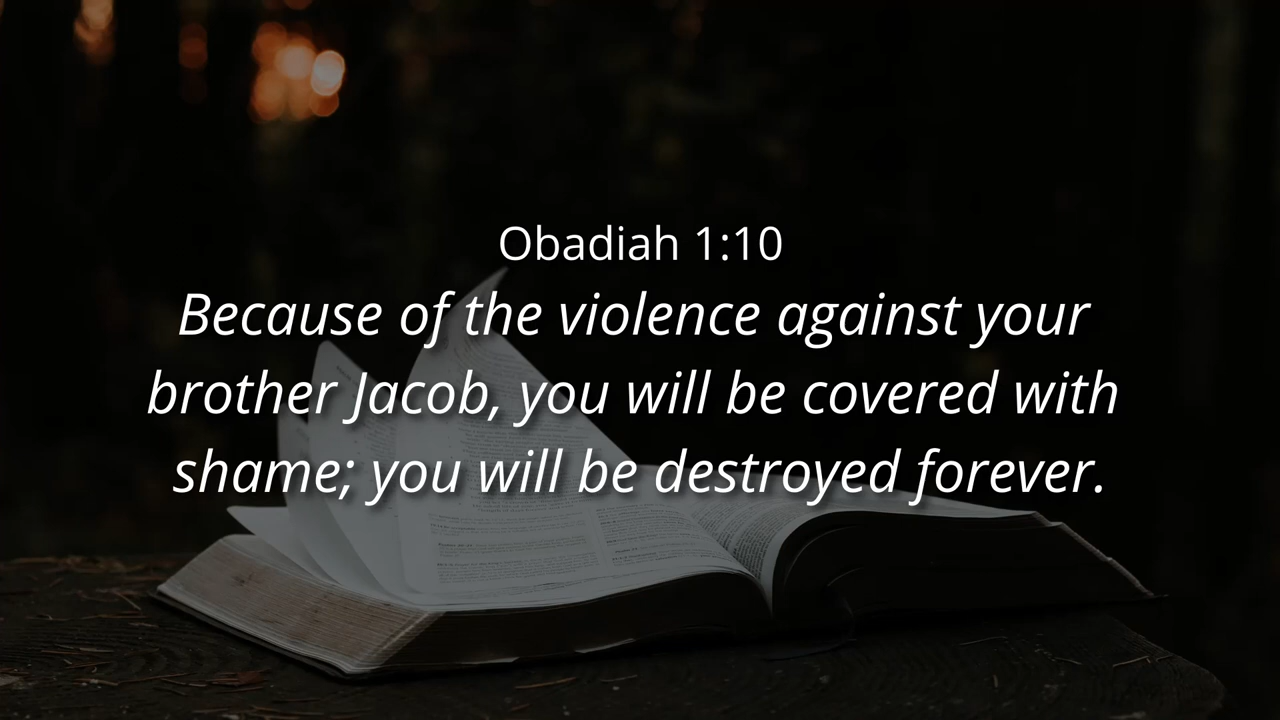 Obadiah 1:10
Because of the violence against your
brother Jacob, you will be covered with
shame; you will be destroyed forever.